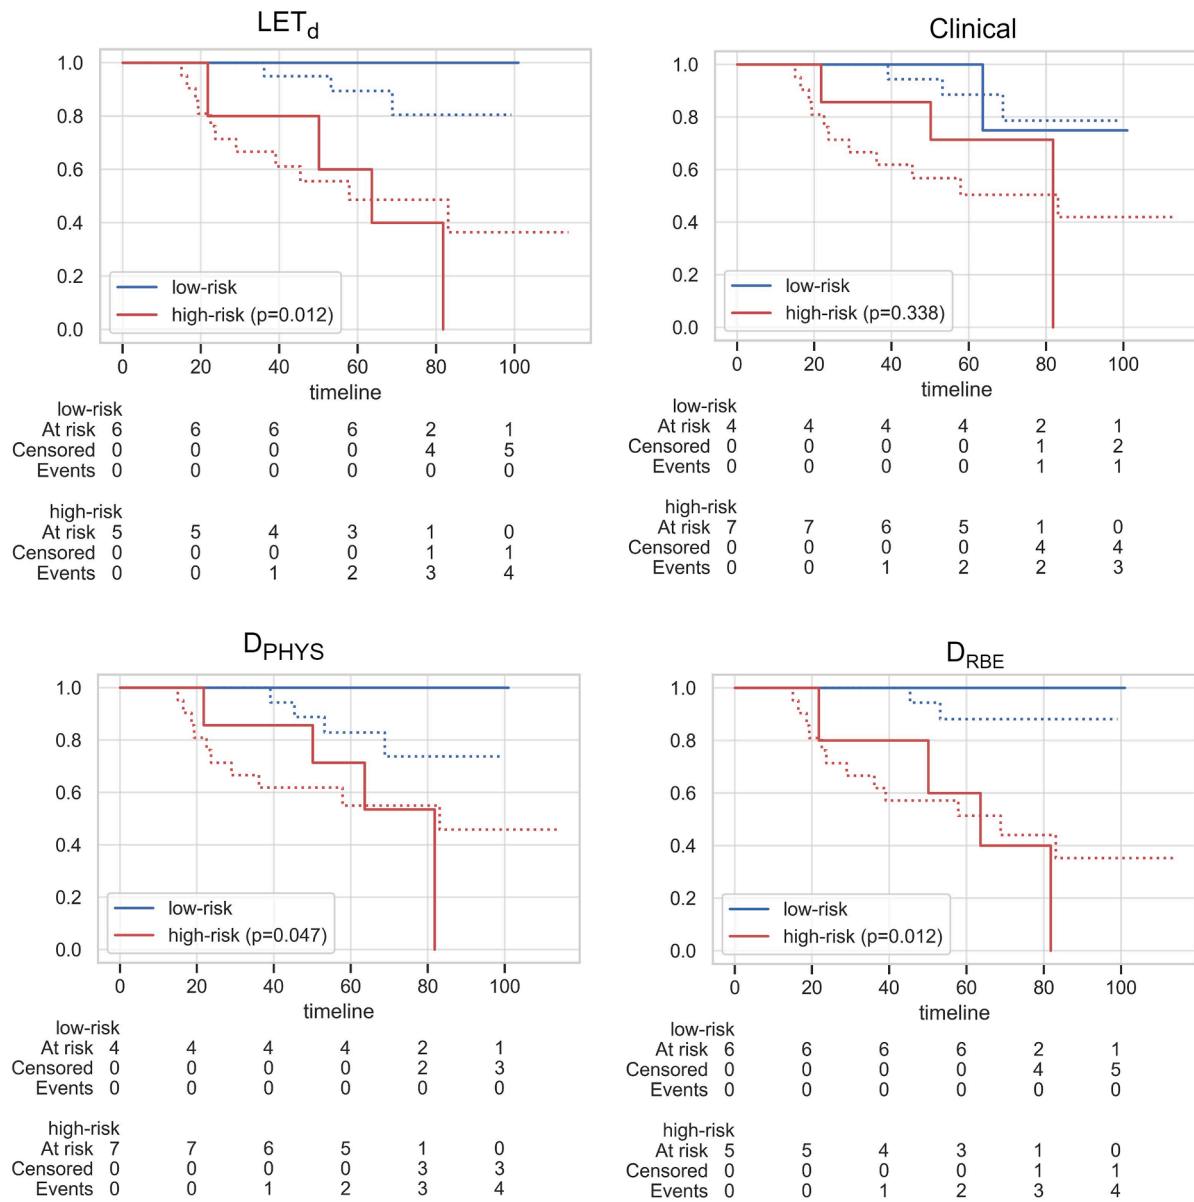 LETd
1.0
0.8
0.6
0.4
0.2
0.0
low-risk
high-risk (p=0.012)
0 20 40 60 80 100
timeline
low-risk
At risk 6 6 6 6 2 1
Censored 0 0 0 0 4 5
Events 0 0 0 0 0 0
high-risk
At risk 5 5 4 3 1 0
Censored 0 0 0 0 1 1
Events 0 0 1 2 3 4
Clinical
1.0
0.8
0.6
0.4
0.2
0.0
low-risk
high-risk (p=0.338)
0 20 40 60 80 100
timeline
low-risk
At risk 4 4 4 4 2 1
Censored 0 0 0 0 1 2
Events 0 0 0 0 1 1
high-risk
At risk 7 7 6 5 1 0
Censored 0 0 0 0 4 4
Events 0 0 1 2 2 3
DPHYS
1.0
0.8
0.6
0.4
0.2
0.0
low-risk
high-risk (p=0.047)
0 20 40 60 80 100
timeline
low-risk
At risk 4 4 4 4 2 1
Censored 0 0 0 0 2 3
Events 0 0 0 0 0 0
high-risk
At risk 7 7 6 5 1 0
Censored 0 0 0 0 3 3
Events 0 0 1 2 3 4
DRBE
1.0
0.8
0.6
0.4
0.2
0.0
low-risk
high-risk (p=0.012)
0 20 40 60 80 100
timeline
low-risk
At risk 6 6 6 6 2 1
Censored 0 0 0 0 4 5
Events 0 0 0 0 0 0
high-risk
At risk 5 5 4 3 1 0
Censored 0 0 0 0 1 1
Events 0 0 1 2 3 4